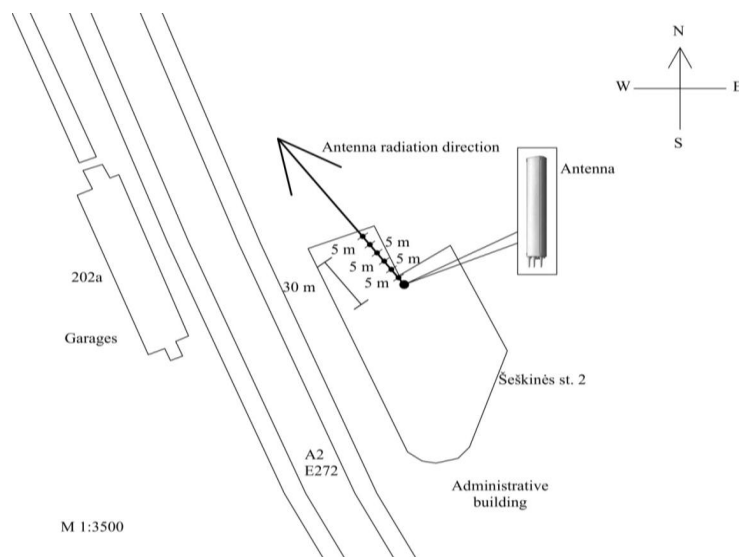 N
W
E
S
Antenna radiation direction
Antenna
5 m
5 m
5 m
5 m
5 m
30 m
202a
Garages
Šeškinės st. 2
A2
E272
Administrative
building
M 1:3500